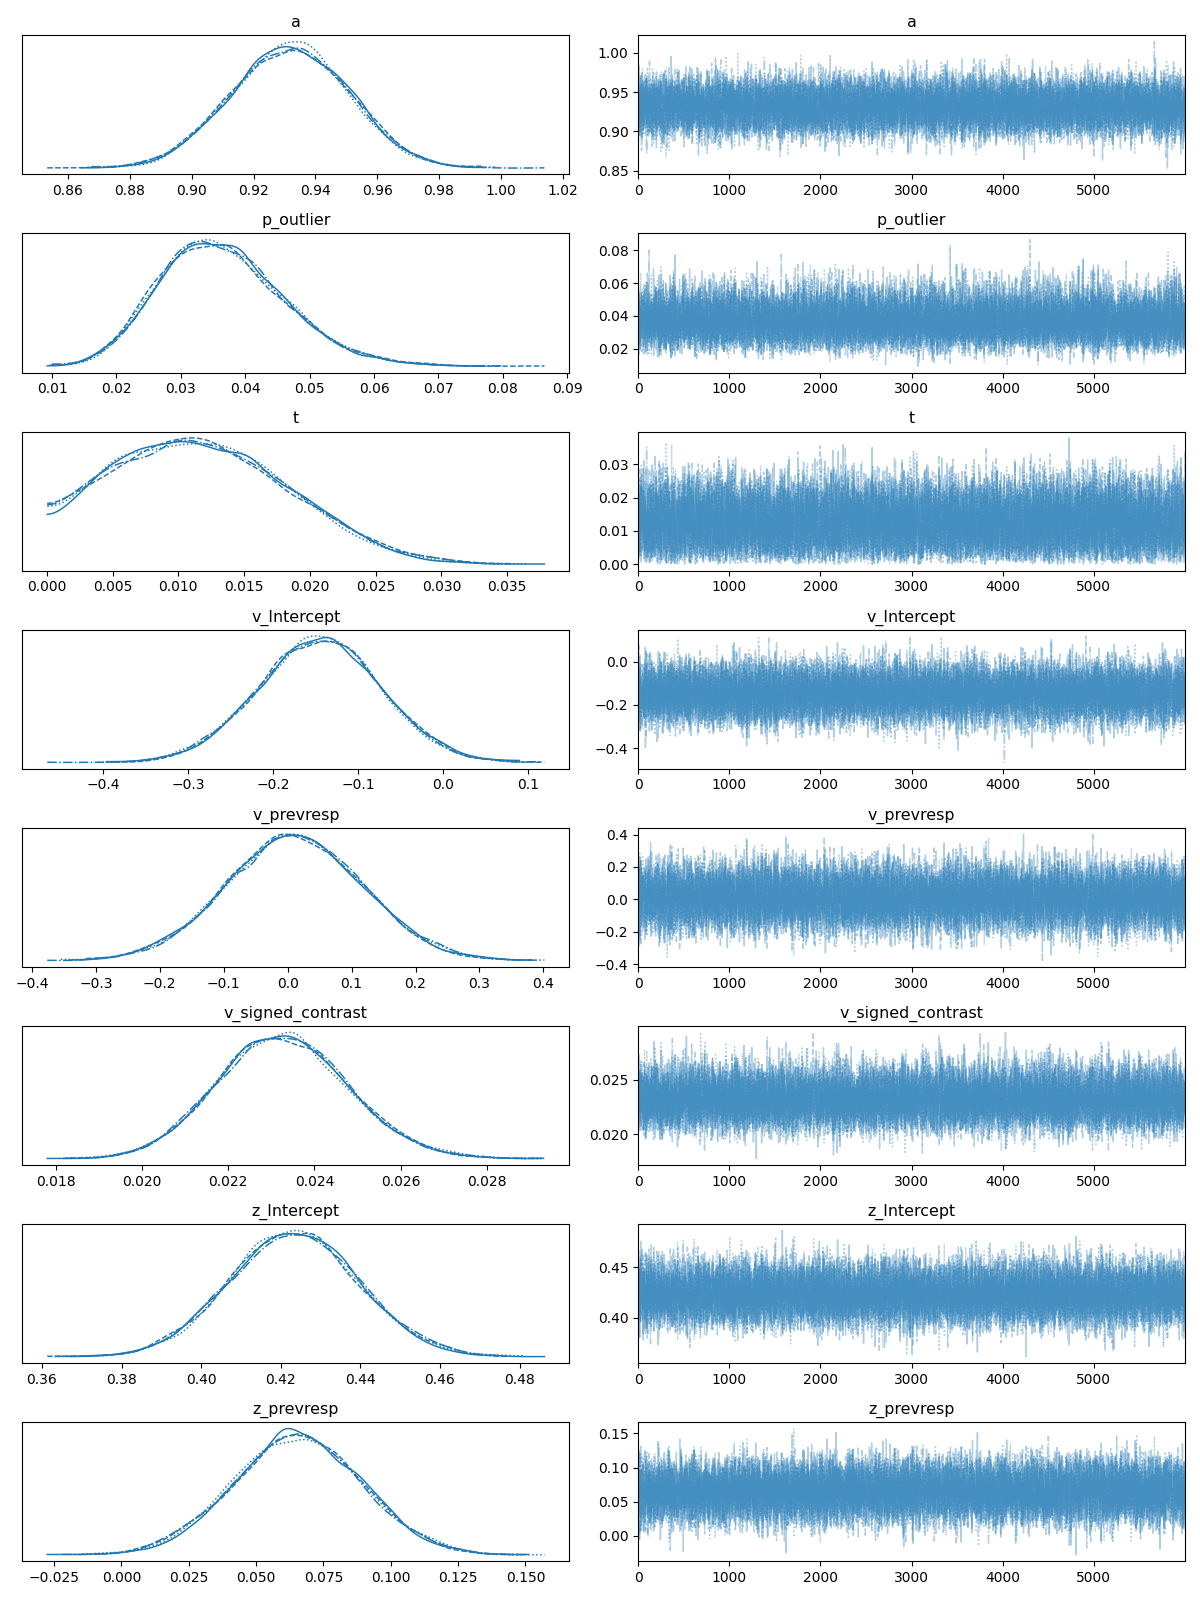 a a
1.00
0.95
0.90
0.85
0.86 0.88 0.90 0.92 0.94 0.96 0.98 1.00 1.02 0 1000 2000 3000 4000 5000
p_outlier p_outlier
0.08
0.06
0.04
0.02
0.01 0.02 0.03 0.04 0.05 0.06 0.07 0.08 0.09 0 1000 2000 3000 4000 5000
t t
0.03
0.02
0.01
0.00
0.000 0.005 0.010 0.015 0.020 0.025 0.030 0.035 0 1000 2000 3000 4000 5000
v_Intercept v_Intercept
0.0
−0.2
−0.4
−0.4 −0.3 −0.2 −0.1 0.0 0.1 0 1000 2000 3000 4000 5000
v_prevresp v_prevresp
0.4
0.2
0.0
−0.2
−0.4
−0.4 −0.3 −0.2 −0.1 0.0 0.1 0.2 0.3 0.4 0 1000 2000 3000 4000 5000
v_signed_contrast v_signed_contrast
0.025
0.020
0.018 0.020 0.022 0.024 0.026 0.028 0 1000 2000 3000 4000 5000
z_Intercept z_Intercept
0.45
0.40
0.36 0.38 0.40 0.42 0.44 0.46 0.48 0 1000 2000 3000 4000 5000
z_prevresp z_prevresp
0.15
0.10
0.05
0.00
−0.025 0.000 0.025 0.050 0.075 0.100 0.125 0.150 0 1000 2000 3000 4000 5000